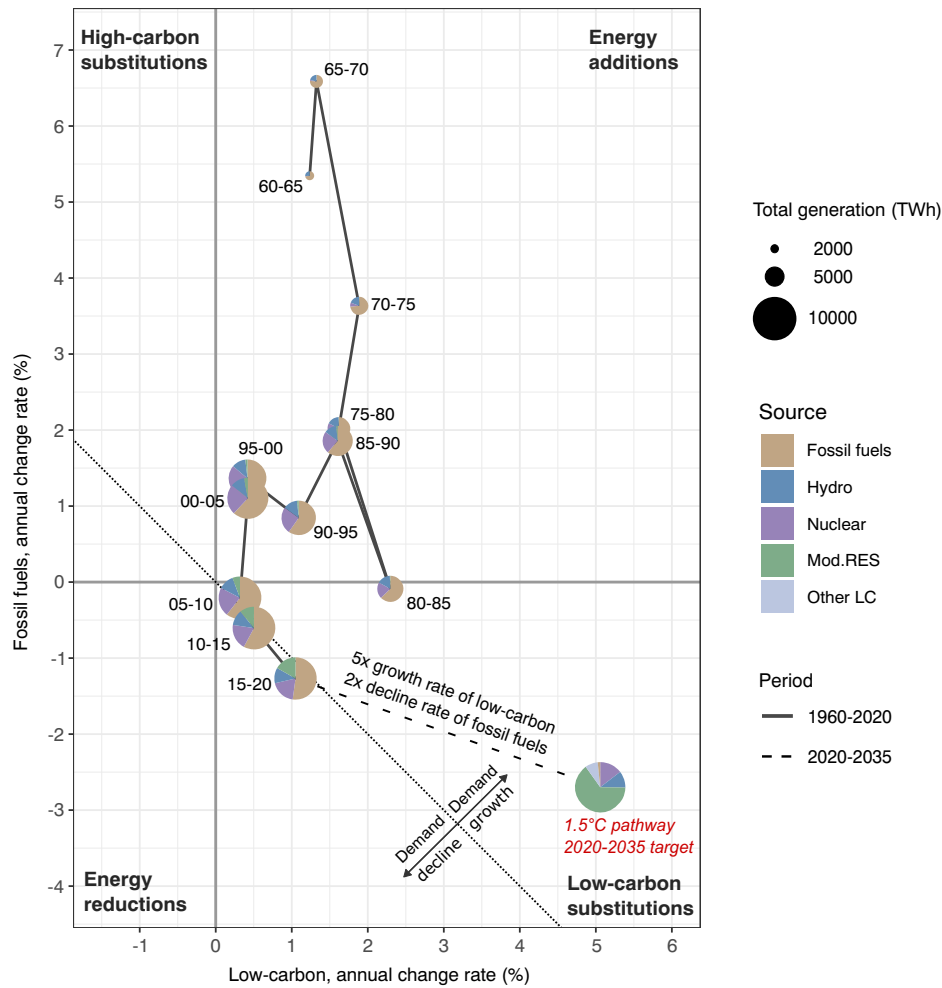 High-carbon
substitutions
Energy
additions
7
6
5
4
3
2
1
0
-1
-2
-3
-4
Fossil fuels, annual change rate (%)
65-70
60-65
70-75
75-80
85-90
95-00
00-05
90-95
80-85
05-10
10-15
15-20
5x growth rate of low-carbon
2x decline rate of fossil fuels
Demand growth
Demand decline
1.5°C pathway
2020-2035 target
Energy
reductions
Low-carbon
substitutions
-1
0
1
2
3
4
5
6
Low-carbon, annual change rate (%)
Total generation (TWh)
2000
5000
10000
Source
Fossil fuels
Hydro
Nuclear
Mod.RES
Other LC
Period
1960-2020
2020-2035